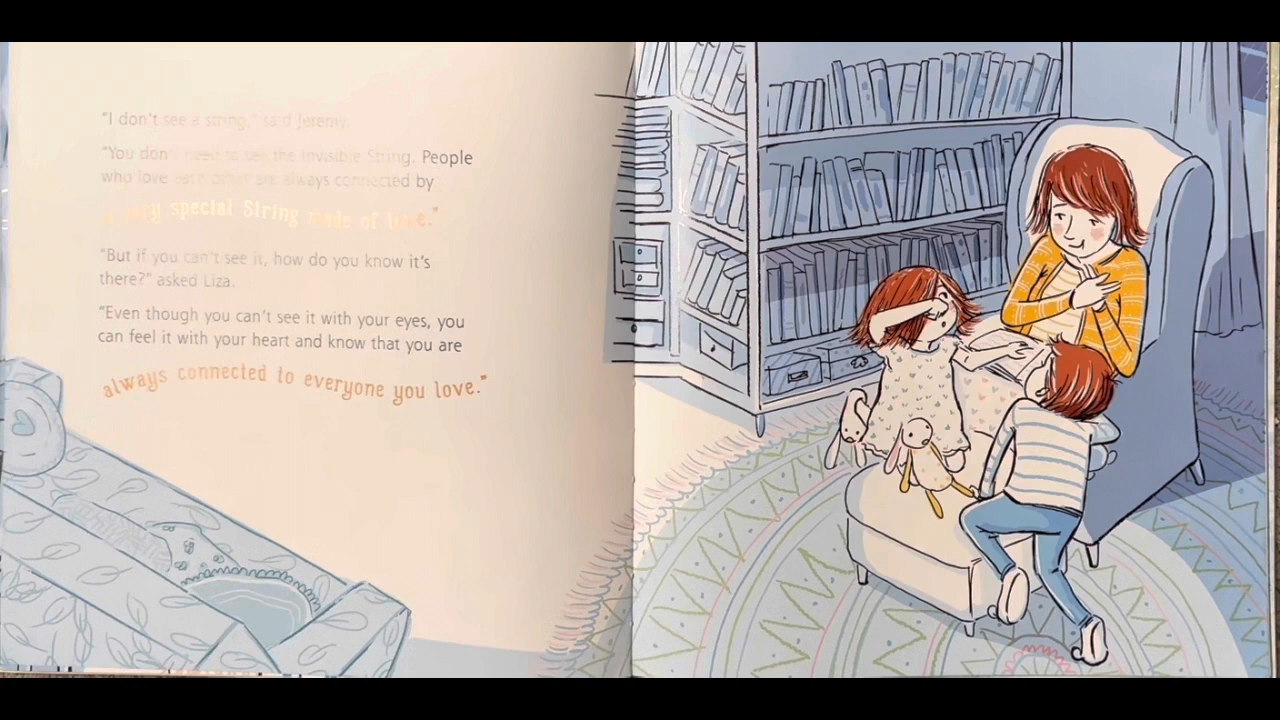 "I don't see a string," said Jeremy.
"You don't need to see the Invisible String. People
who love each other are always connected by
a very special String made of love."
"But if you can't see it, how do you know it's
there?" asked Liza.
"Even though you can't see it with your eyes, you
can feel it with your heart and know that you are
always connected to everyone you love."